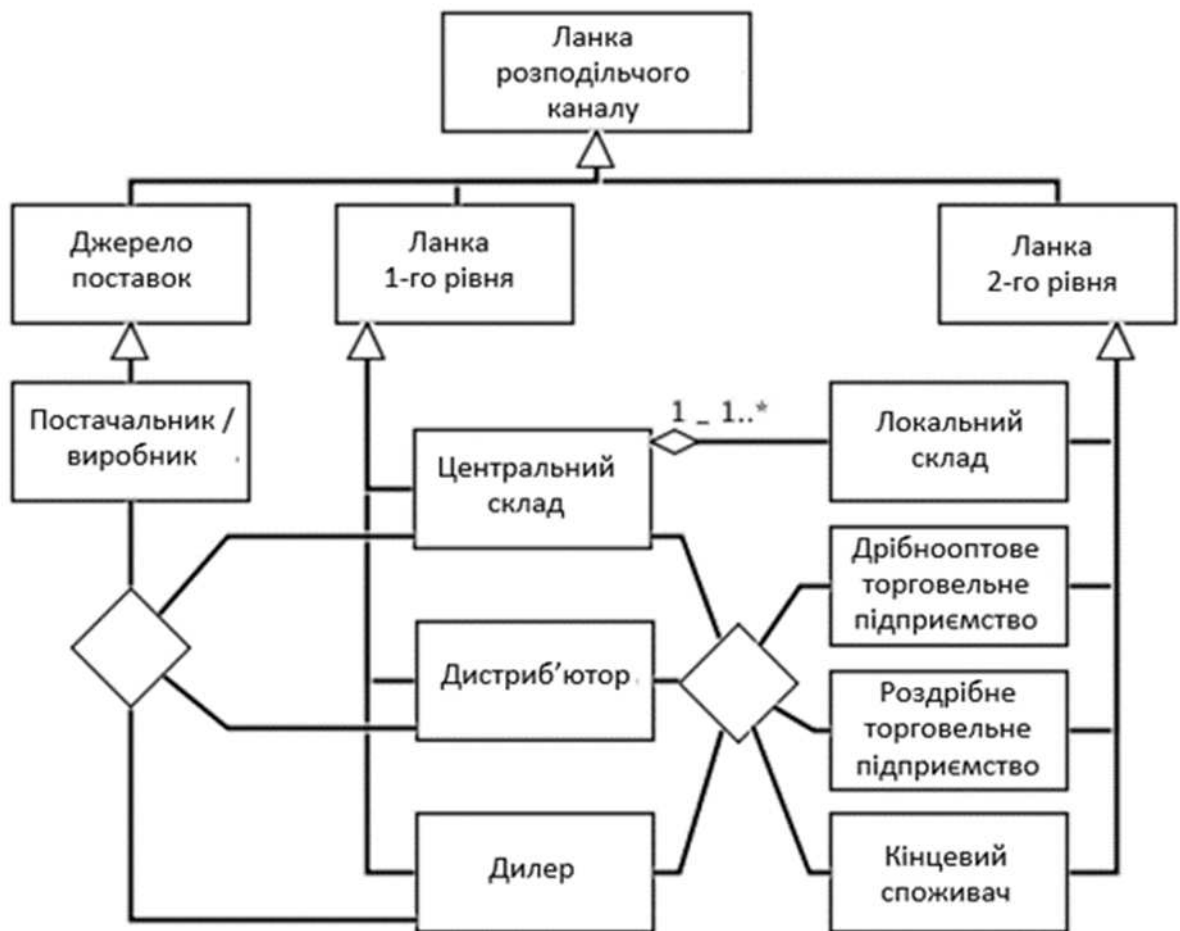 Ланка
розподільчого
каналу
Джерело
поставок
Ланка
1-го рівня
Ланка
2-го рівня
Постачальник /
виробник
Центральний
склад
1 _ 1..*
Локальний
склад
Дрібнооптове
торговельне
підприємство
Дистриб’ютор
Роздрібне
торговельне
підприємство
Дилер
Кінцевий
споживач